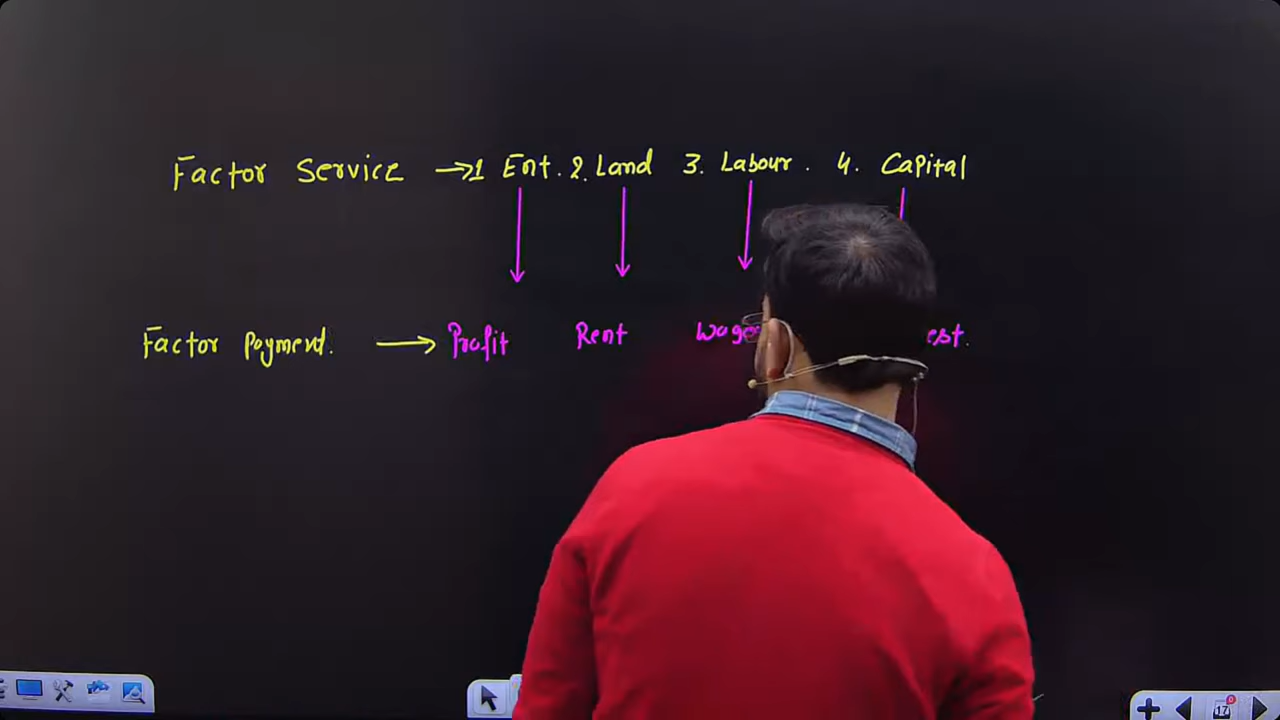 Factor Service → 1 Ent. 2. Land 3. Labour. 4. Capital
Factor Payment. → Profit Rent